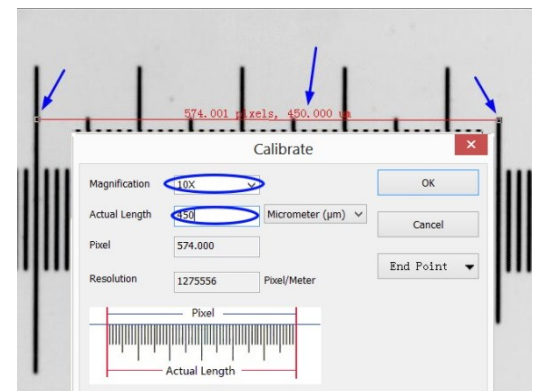 574.001 pixels, 450.000 um
Calibrate
Magnification 10X OK
Actual Length 450 Micrometer (µm) Cancel
Pixel 574.000 End Point
Resolution 1275556 Pixel/Meter
Pixel
Actual Length